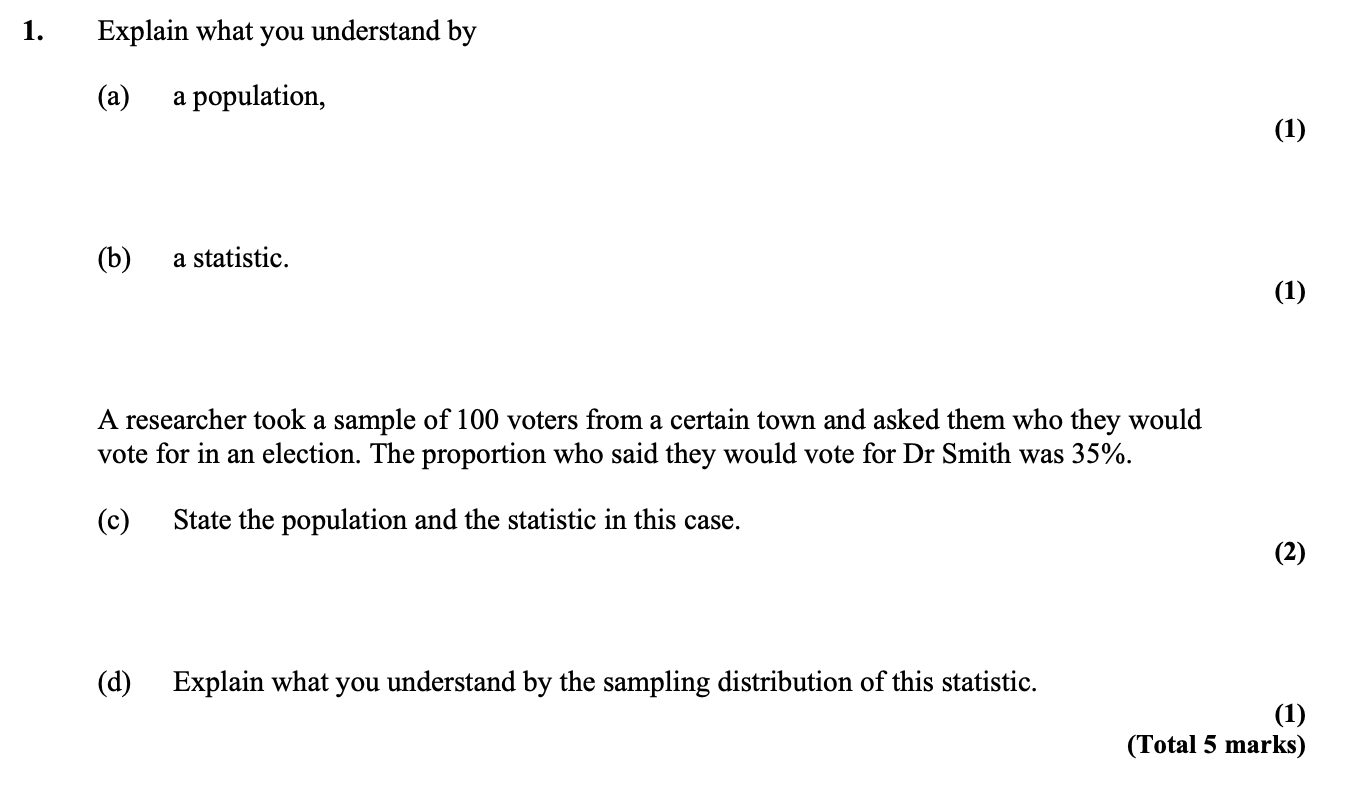 1. Explain what you understand by
(a) a population,
(1)
(b) a statistic.
(1)
A researcher took a sample of 100 voters from a certain town and asked them who they would
vote for in an election. The proportion who said they would vote for Dr Smith was 35%.
(c) State the population and the statistic in this case.
(2)
(d) Explain what you understand by the sampling distribution of this statistic.
(1)
(Total 5 marks)